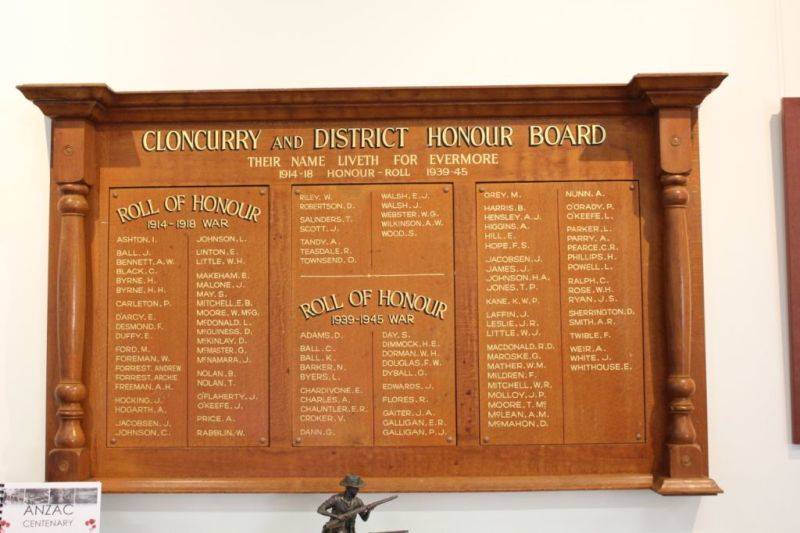 CLONCURRY AND DISTRICT HONOUR BOARD
THEIR NAME LIVETH FOR EVERMORE
1914-18 HONOUR-ROLL 1939-45
ROLL OF HONOUR
1914-1918 WAR
ASHTON. I.
BALL. J.
BENNETT. A.W.
BLACK. C.
BYRNE. H.
BYRNE. H.H.
CARLETON. P.
D'ARCY. E.
DESMOND. F.
DUFFY. E.
FORD. M.
FOREMAN. W.
FORREST. ANDREW
FORREST. ARCHIE
FREEMAN. A.H.
HOCKING. J.
HOGARTH. A.
JACOBSEN. J.
JOHNSON. C.
JOHNSON. L.
LINTON. E.
LITTLE. W.H.
MAKEHAM. E.
MALONE. J.
MAY. S.
MITCHELL. E.B.
MOORE. W. McG.
McDONALD. L.
McGUINESS. D.
McKINLAY. D.
McMASTER. G.
McNAMARA. J.
NOLAN. B.
NOLAN. T.
O'FLAHERTY. J.
O'KEEFE. J.
PRICE. A.
RABBLIN. W.
RILEY. W.
ROBERTSON. D.
SAUNDERS. T.
SCOTT. J.
TANDY. A.
TEASDALE. R.
TOWNSEND. D.
WALSH. E.J.
WALSH. J.
WEBSTER. W.G.
WILKINSON. A.W.
WOOD. S.
ROLL OF HONOUR
1939-1945 WAR
ADAMS. D.
BALL. C.
BALL. K.
BARKER. N.
BYERS. L.
CHARDIVONE. E.
CHARLES. A.
CHAUNTLER. E.R.
CROKER. V.
DANN. G.
DAY. S.
DIMMOCK. H.E.
DORMAN. W.H.
DOUGLAS. F.W.
DYBALL. G.
EDWARDS. J.
FLORES. R.
GAITER. J.A.
GALLIGAN. E.R.
GALLIGAN. P.J.
GREY. M.
HARRIS. B.
HENSLEY. A.J.
HIGGINS. A.
HILL. E.
HOPE. F.S.
JACOBSEN. J.
JAMES. J.
JOHNSON. H.A.
JONES. T.P.
KANE. K.W.P.
LAFFIN. J.
LESLIE. J.R.
LITTLE. W.J.
MACDONALD. R.D.
MAROSKE. G.
MATHER. W.M.
MILDREN. F.
MITCHELL. W.R.
MOLLOY. J.P.
MOORE. T. Mc
McLEAN. A.M.
McMAHON. D.
NUNN. A.
O'GRADY. P.
O'KEEFE. L.
PARKER. L.
PARRY. A.
PEARCE. C.R.
PHILLIPS. H.
POWELL. L.
RALPH. C.
ROSE. W.H.
RYAN. J.S.
SHERRINGTON. D.
SMITH. A.R.
TWIBLE. F.
WEIR. A.
WHITE. J.
WHITHOUSE. E.
ANZAC
CENTENARY